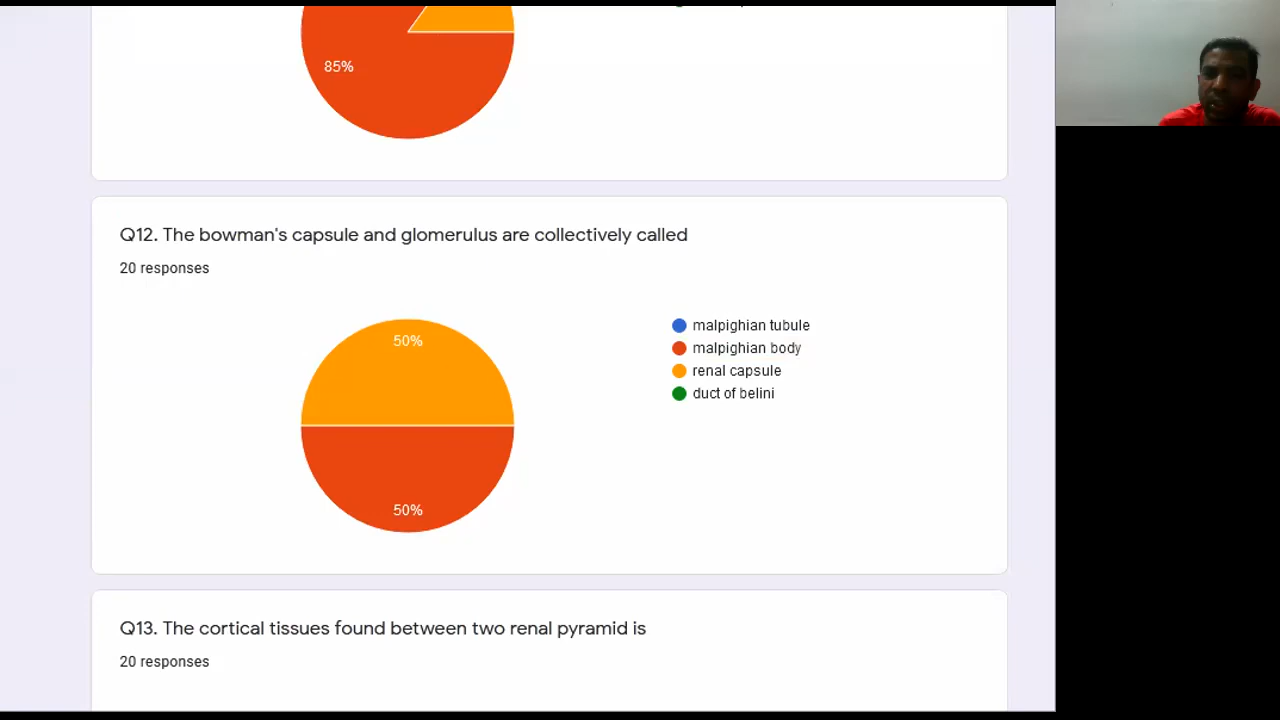 85%
Q12. The bowman's capsule and glomerulus are collectively called
20 responses
50%
50%
malpighian tubule
malpighian body
renal capsule
duct of belini
Q13. The cortical tissues found between two renal pyramid is
20 responses